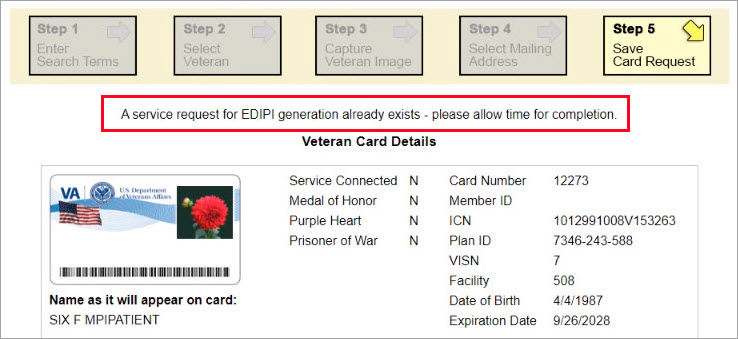 Step 1
Enter
Search Terms
Step 2
Select
Veteran
Step 3
Capture
Veteran Image
Step 4
Select Mailing
Address
Step 5
Save
Card Request
A service request for EDIPI generation already exists - please allow time for completion.
Veteran Card Details
VA
U.S. Department
of Veterans Affairs
Name as it will appear on card:
SIX F MPIPATIENT
Service Connected N
Medal of Honor N
Purple Heart N
Prisoner of War N
Card Number 12273
Member ID
ICN 1012991008V153263
Plan ID 7346-243-588
VISN 7
Facility 508
Date of Birth 4/4/1987
Expiration Date 9/26/2028